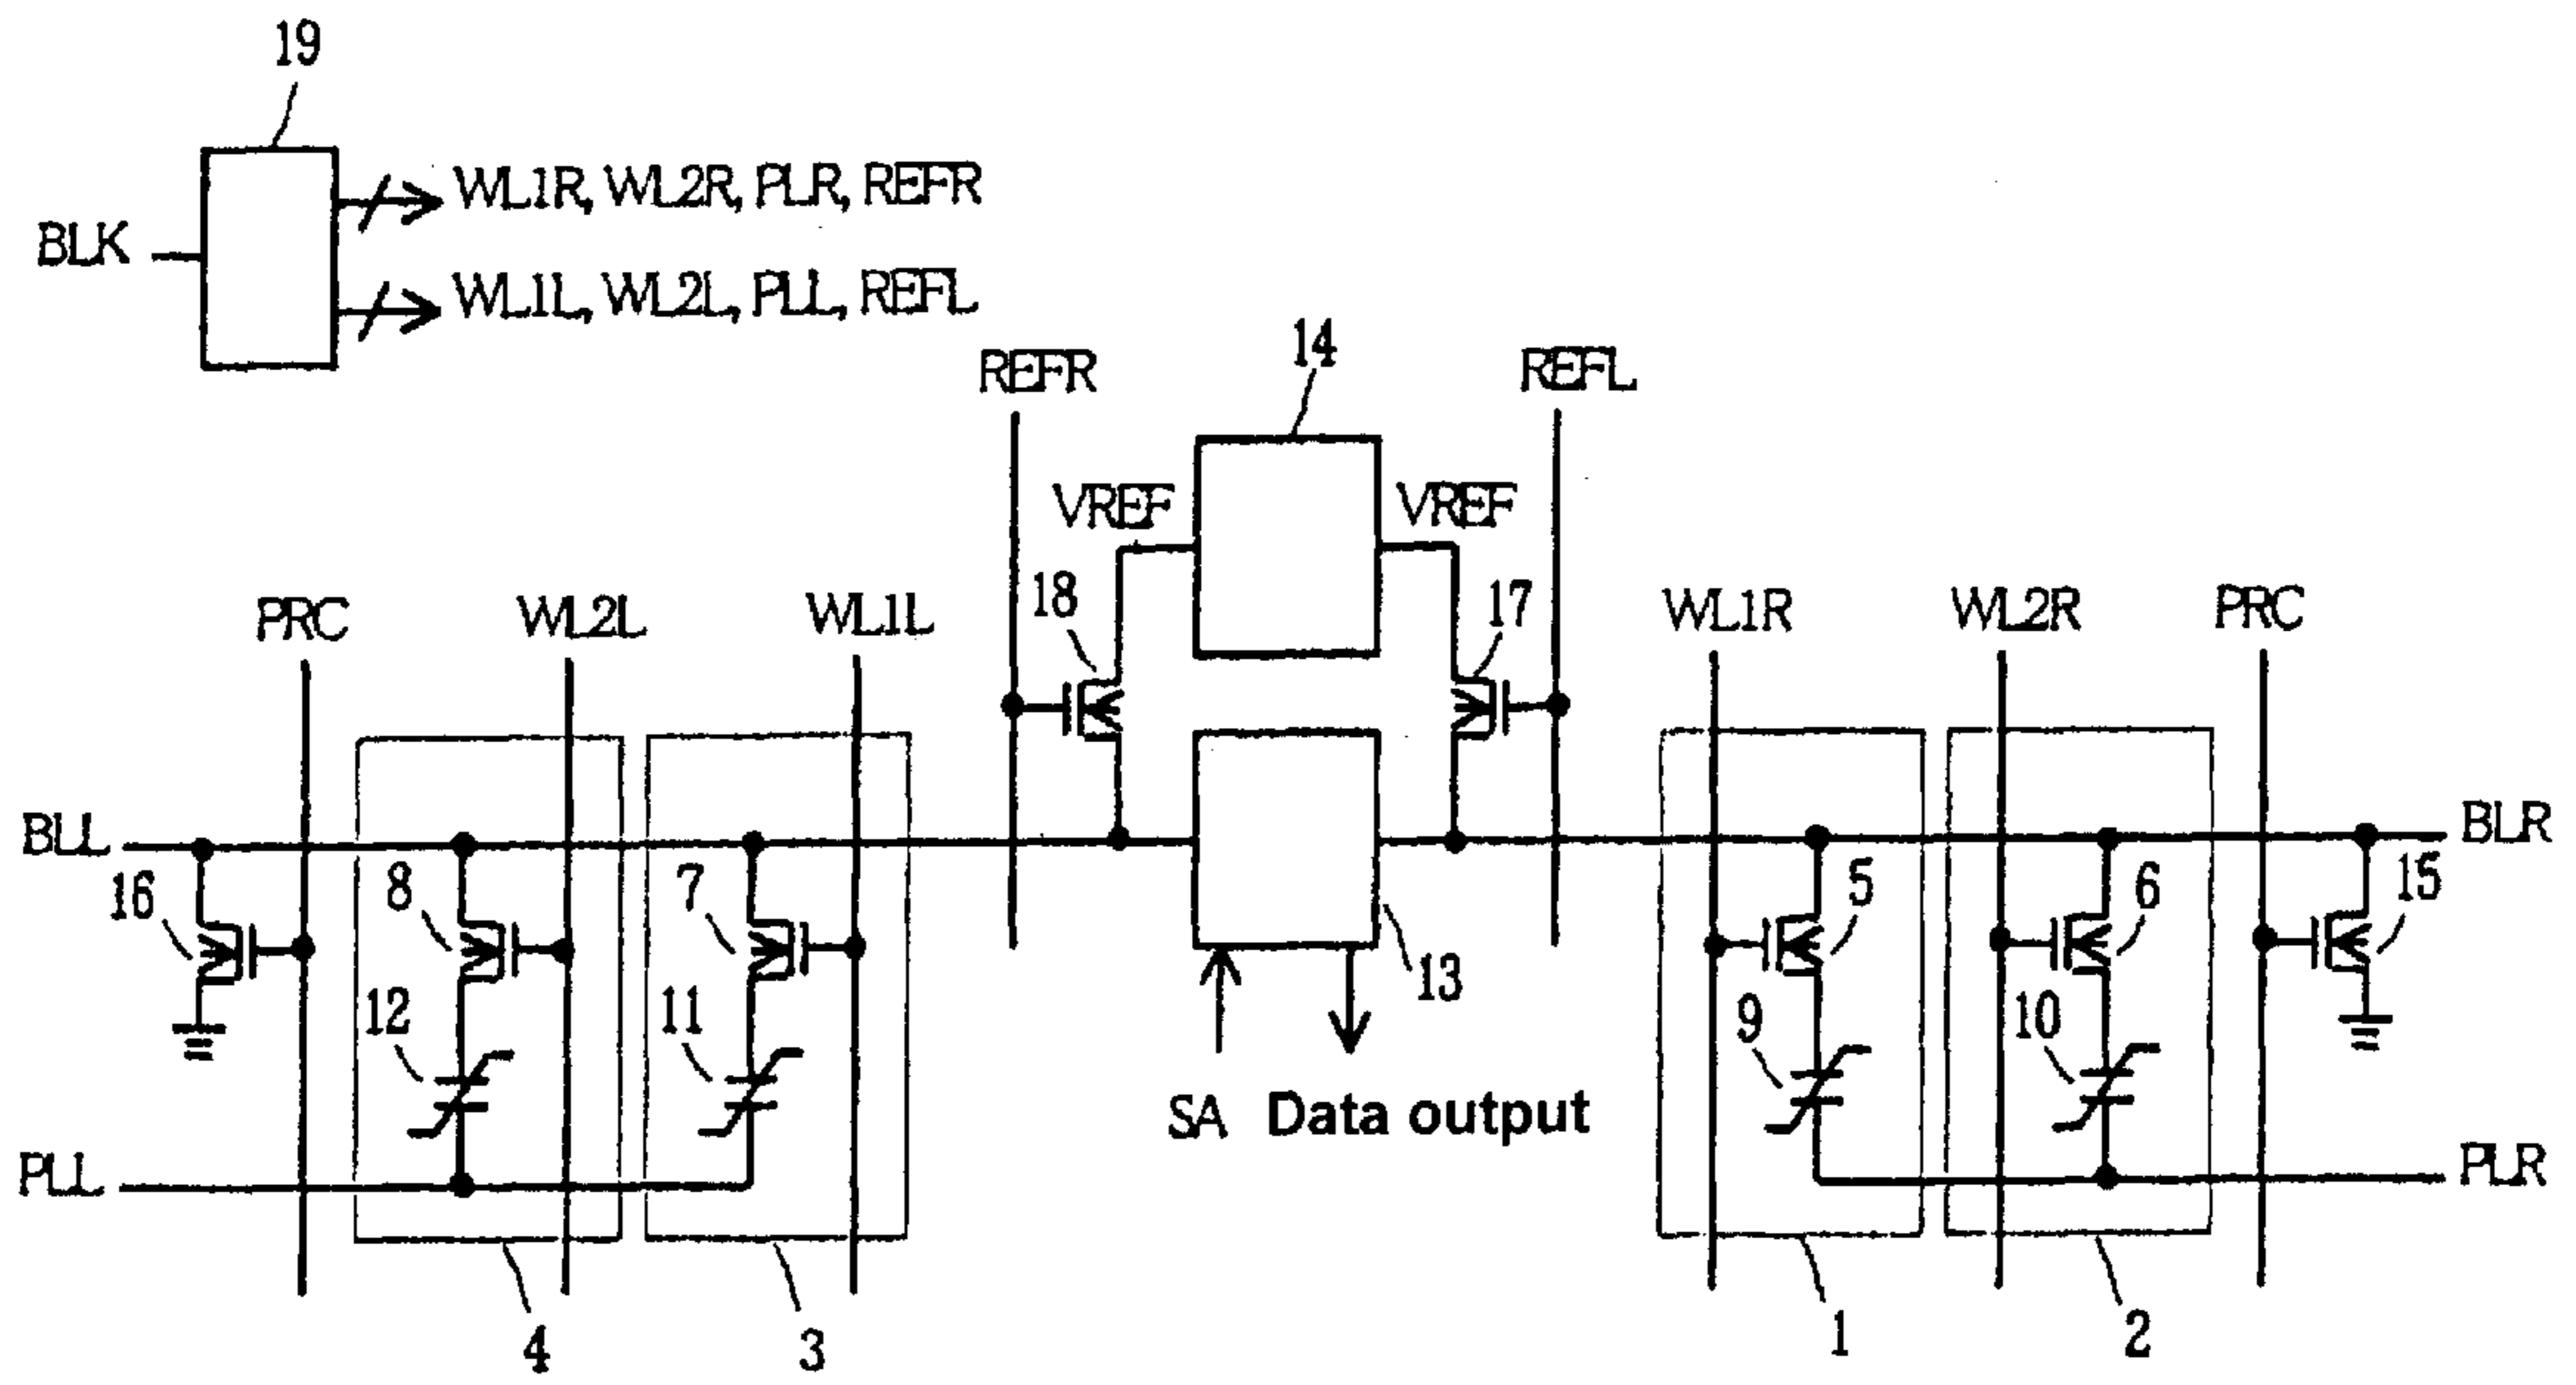 19
WL1R, WL2R, PLR, REFR
BLK
WL1L, WL2L, PLL, REFL
14
REFR
REFL
VREF
VREF
PRC
WL2L
WL1L
18
17
WL1R
WL2R
PRC
BLL
BLR
16
8
7
5
6
15
12
11
13
9
10
SA
Data output
PLL
PLR
4
3
1
2